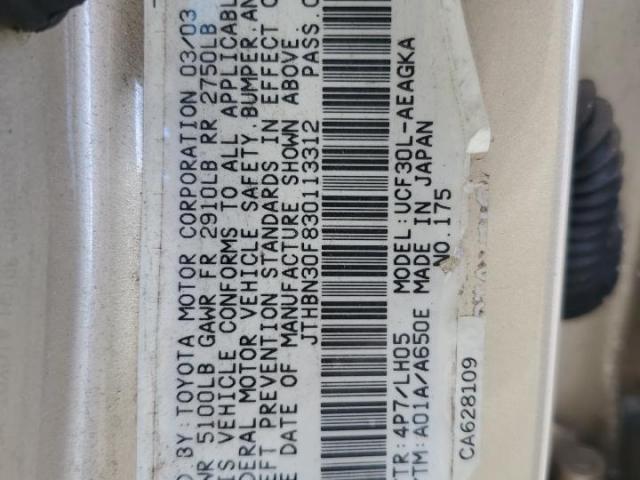 D BY: TOYOTA MOTOR CORPORATION 03/03
WR 5100LB GAWR FR 2910LB RR 2750LB
IS VEHICLE CONFORMS TO ALL APPLICABL
DERAL MOTOR VEHICLE SAFETY, BUMPER, AN
EFT PREVENTION STANDARDS IN EFFECT O
E DATE OF MANUFACTURE SHOWN ABOVE.
JTHBN30F830113312 PASS.C
TR: 4P7/LH05 MODEL: UCF30L-AEAGKA
TM: A01A/A650E MADE IN JAPAN
NO.175
CA628109